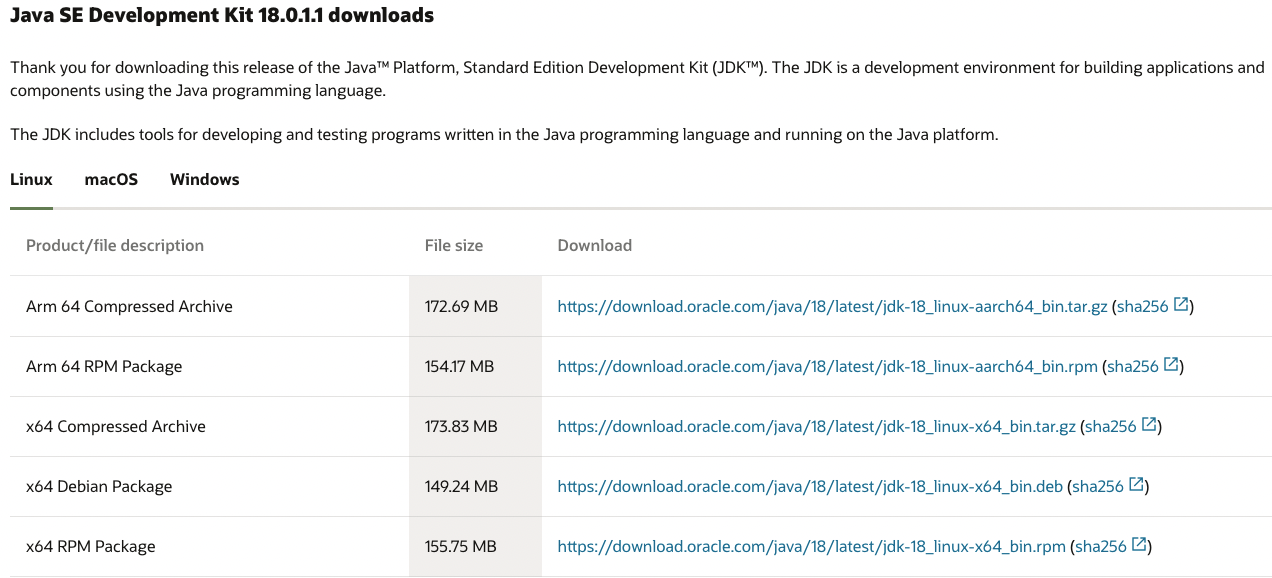 Java SE Development Kit 18.0.1.1 downloads
Thank you for downloading this release of the Java™ Platform, Standard Edition Development Kit (JDK™). The JDK is a development environment for building applications and
components using the Java programming language.
The JDK includes tools for developing and testing programs written in the Java programming language and running on the Java platform.
Linux macOS Windows
Product/file description File size Download
Arm 64 Compressed Archive 172.69 MB https://download.oracle.com/java/18/latest/jdk-18_linux-aarch64_bin.tar.gz (sha256)
Arm 64 RPM Package 154.17 MB https://download.oracle.com/java/18/latest/jdk-18_linux-aarch64_bin.rpm (sha256)
x64 Compressed Archive 173.83 MB https://download.oracle.com/java/18/latest/jdk-18_linux-x64_bin.tar.gz (sha256)
x64 Debian Package 149.24 MB https://download.oracle.com/java/18/latest/jdk-18_linux-x64_bin.deb (sha256)
x64 RPM Package 155.75 MB https://download.oracle.com/java/18/latest/jdk-18_linux-x64_bin.rpm (sha256)